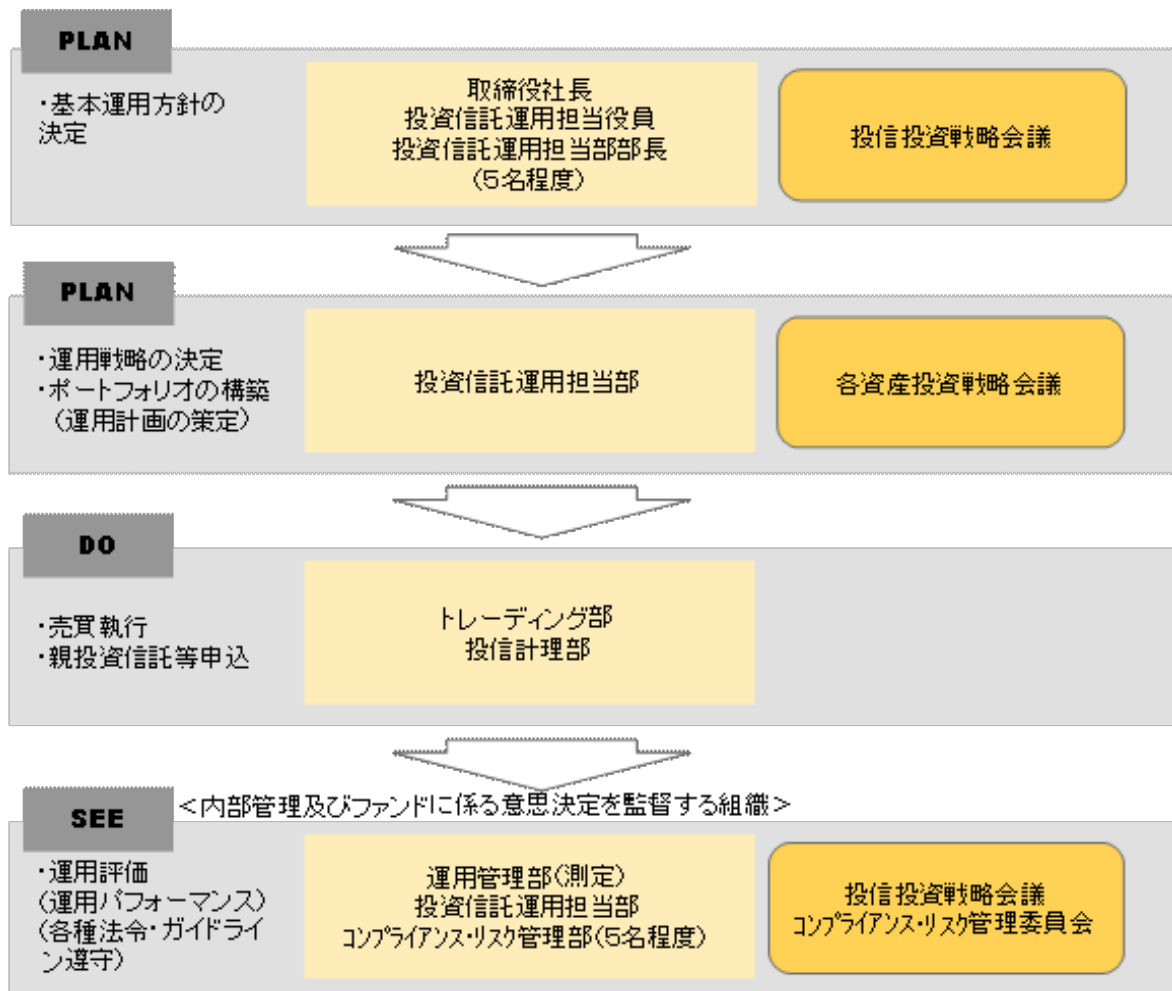 PLAN
・基本運用方針の
決定
取締役社長
投資信託運用担当役員
投資信託運用担当部部長
(5名程度)
投信投資戦略会議
PLAN
・運用戦略の決定
・ポートフォリオの構築
(運用計画の策定)
投資信託運用担当部
各資産投資戦略会議
DO
・売買執行
・親投資信託等申込
トレーディング部
投信計理部
SEE
＜内部管理及びファンドに係る意思決定を監督する組織＞
・運用評価
(運用パフォーマンス)
(各種法令・ガイドライ
ン遵守)
運用管理部(測定)
投資信託運用担当部
コンプライアンス・リスク管理部(5名程度)
投信投資戦略会議
コンプライアンス・リスク管理委員会